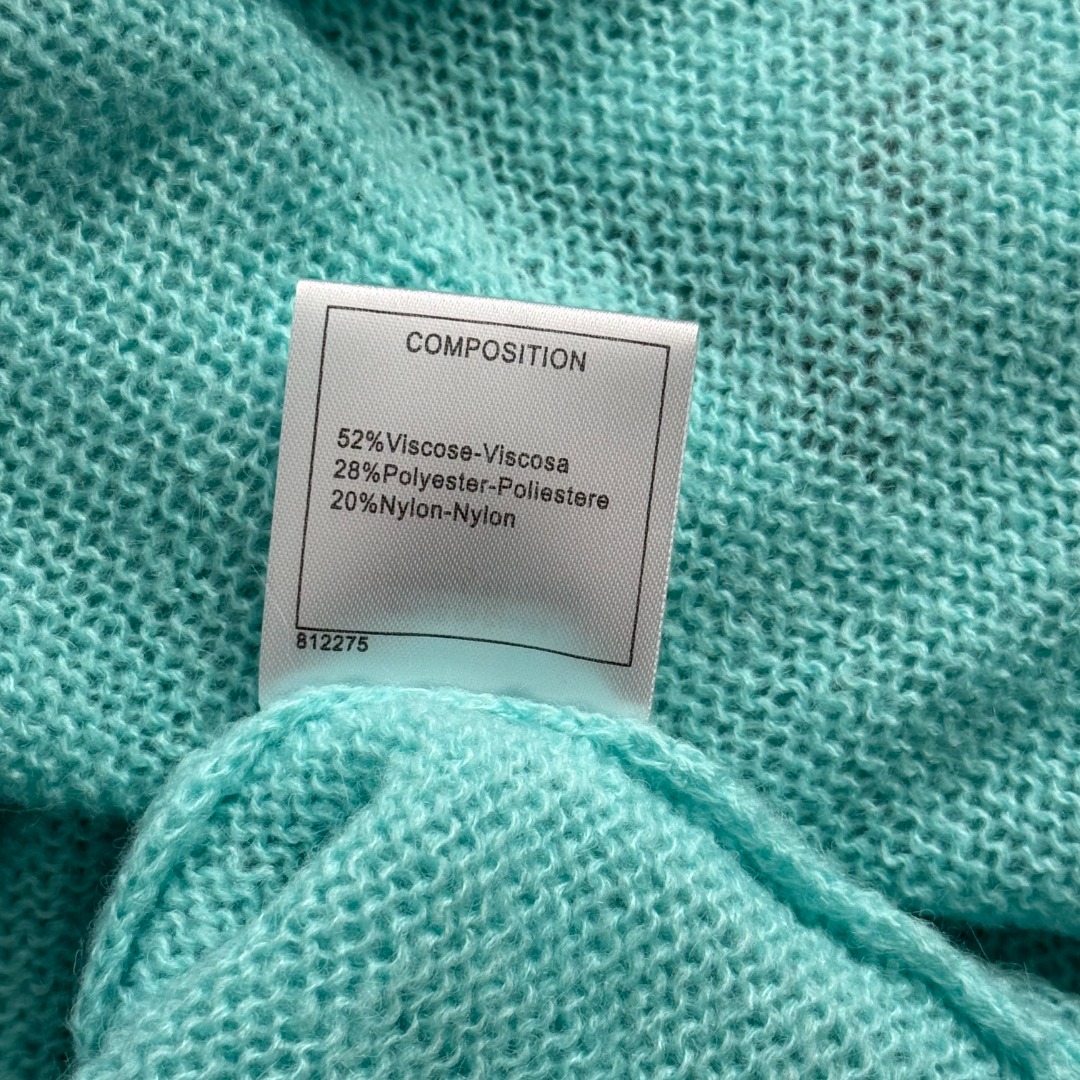 COMPOSITION
52%Viscose-Viscosa
28%Polyester-Poliestere
20%Nylon-Nylon
812275